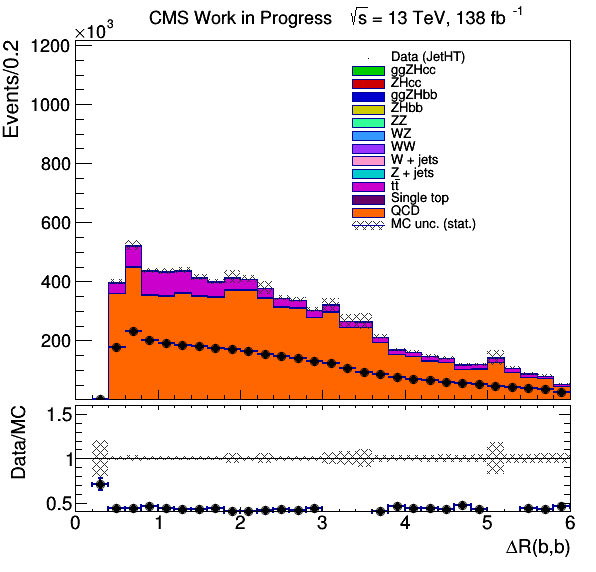 CMS Work in Progress √s = 13 TeV, 138 fb⁻¹
×10³
Events/0.2
1200
1000
800
600
400
200
Data (JetHT)
ggZHcc
ZHcc
ggZHbb
ZHbb
ZZ
WZ
WW
W + jets
Z + jets
tt̄
Single top
QCD
MC unc. (stat.)
Data/MC
1.5
1
0.5
0 1 2 3 4 5 6
ΔR(b,b)